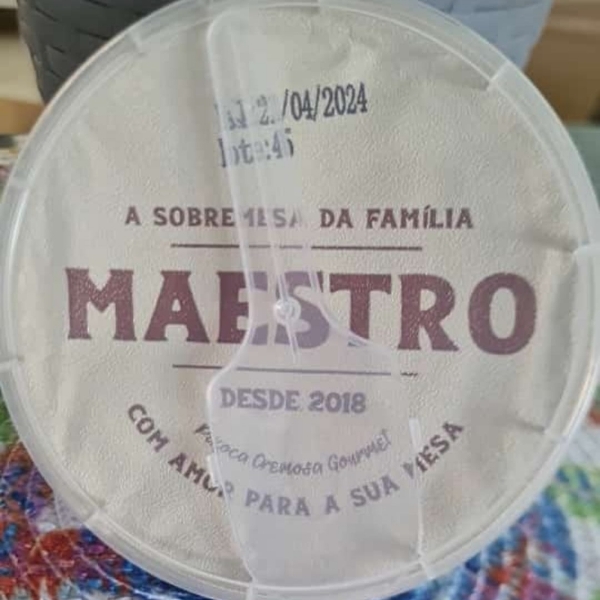 /04/2024
lote:45
A SOBREMESA DA FAMÍLIA
MAESTRO
DESDE 2018
Paçoca Cremosa Gourmet
COM AMOR PARA A SUA MESA